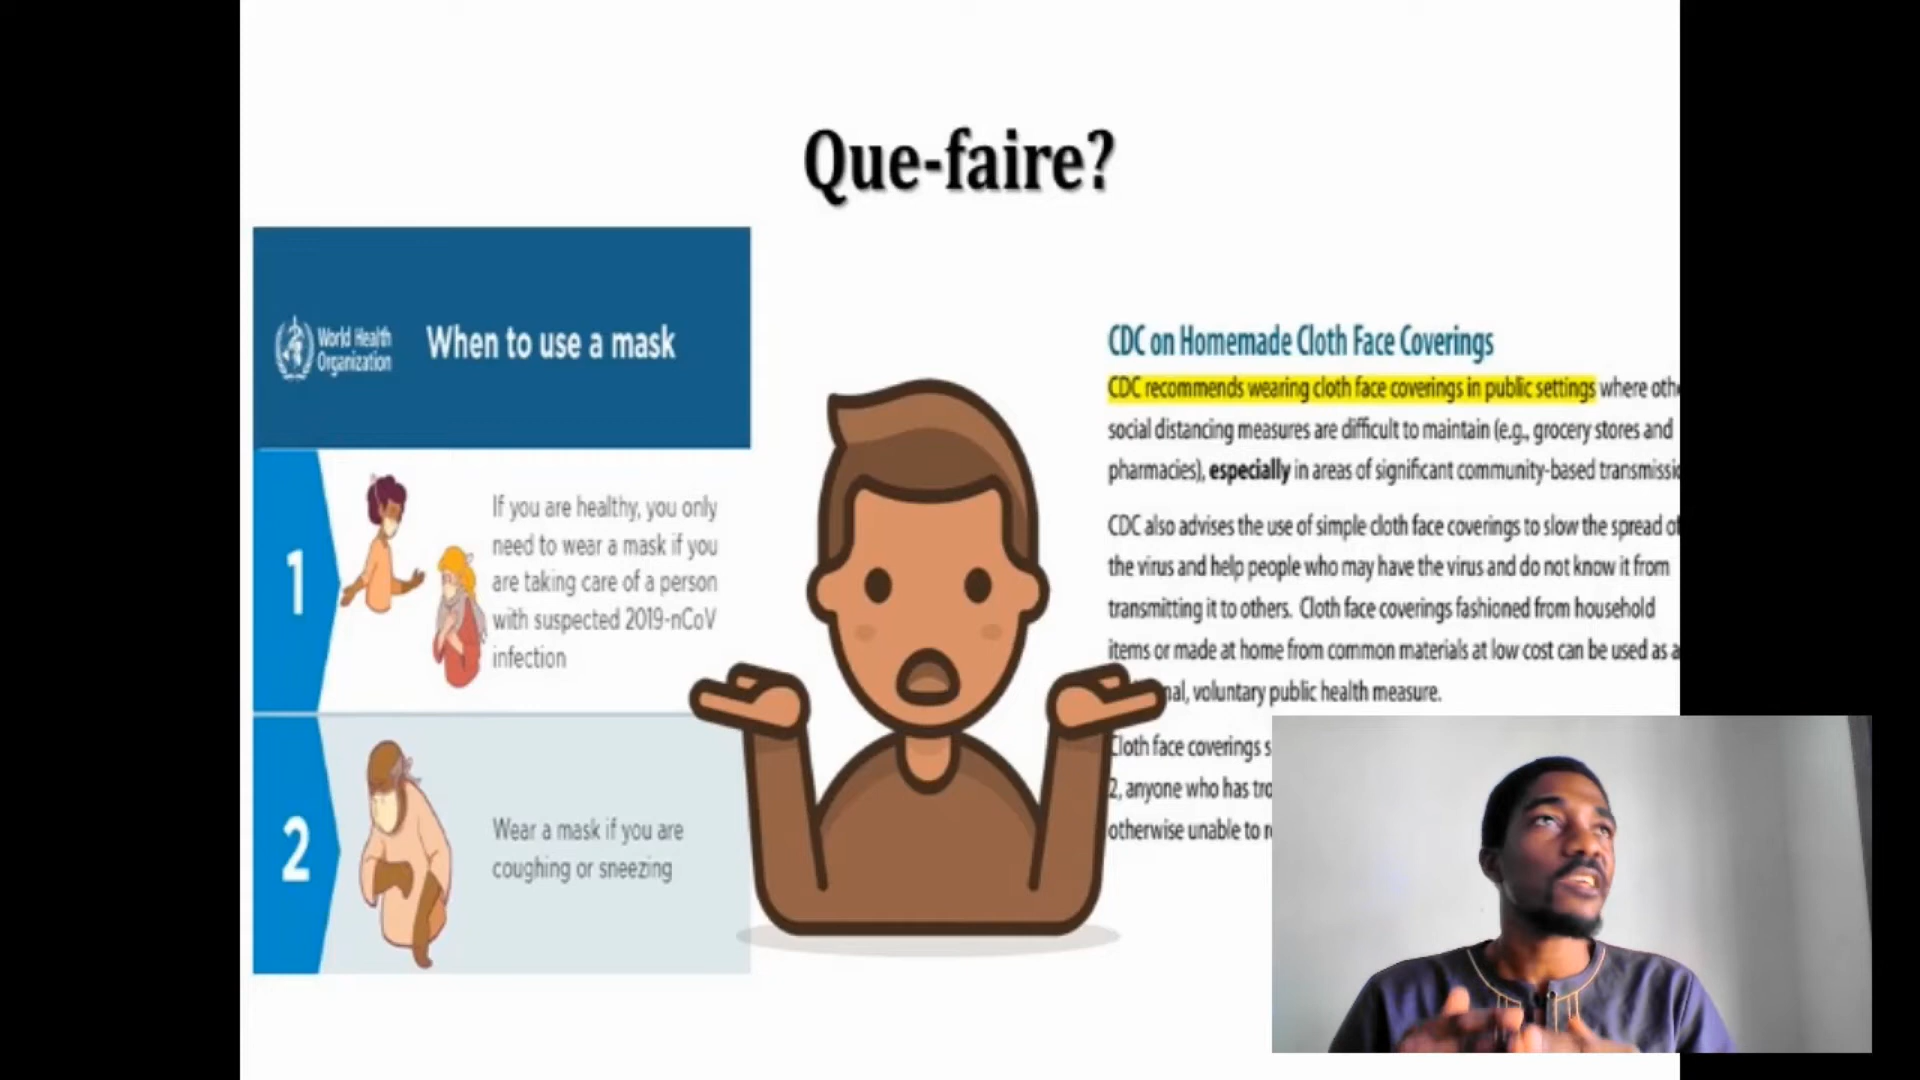 Que-faire?
World Health
Organization
When to use a mask
1
If you are healthy, you only
need to wear a mask if you
are taking care of a person
with suspected 2019-nCoV
infection
2
Wear a mask if you are
coughing or sneezing
CDC on Homemade Cloth Face Coverings
CDC recommends wearing cloth face coverings in public settings where
social distancing measures are difficult to maintain (e.g., grocery stores and
pharmacies), especially in areas of significant community-based
CDC also advises the use of simple cloth face coverings to slow the spread
the virus and help people who may have the virus and do not know it from
transmitting it to others. Cloth face coverings fashioned from household
items or made at home from common materials at low cost can be used as
voluntary public health measure.
Cloth face coverings
2, anyone who has
otherwise unable to